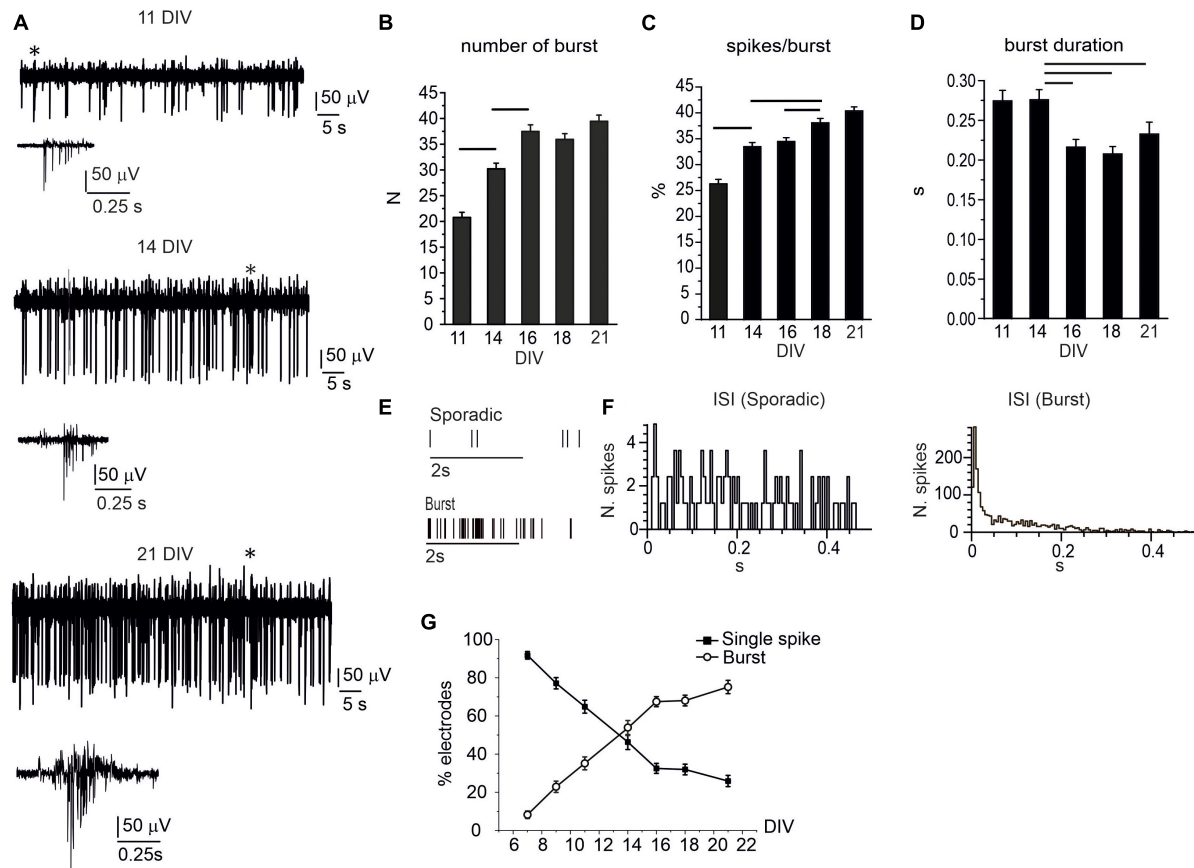 A
11 DIV
*
50 µV
5 s
50 µV
0.25 s
14 DIV
*
50 µV
5 s
50 µV
0.25 s
21 DIV
*
50 µV
5 s
50 µV
0.25s
B
number of burst
N
45
40
35
30
25
20
15
10
5
0
11 14 16 18 21
DIV
C
spikes/burst
%
45
40
35
30
25
20
15
10
5
0
11 14 16 18 21
DIV
D
burst duration
s
0.30
0.25
0.20
0.15
0.10
0.05
0.00
11 14 16 18 21
DIV
E
Sporadic
2s
Burst
2s
F
ISI (Sporadic)
N. spikes
4
2
0
0 0.2 0.4
s
ISI (Burst)
N. spikes
200
100
0
0 0.2 0.4
s
G
% electrodes
100
80
60
40
20
0
Single spike
Burst
6 8 10 12 14 16 18 20 22
DIV